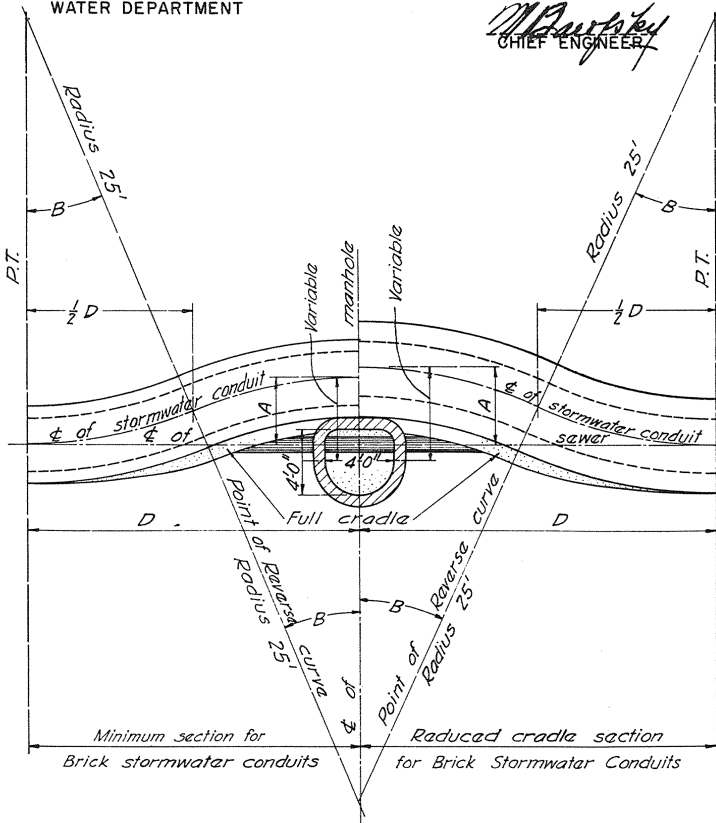 WATER DEPARTMENT
CHIEF ENGINEER
Radius 25'
Radius 25'
B
B
P.T.
P.T.
Variable
manhole
Variable
½ D
½ D
℄ of stormwater conduit
A
A
℄ of stormwater conduit
℄ of
sewer
4'-0"
4'-0"
D
Full cradle
D
Point of Reverse curve
Radius 25'
B
B
Point of Reverse curve
Radius 25'
℄ of
Minimum section for
Brick stormwater conduits
Reduced cradle section
for Brick Stormwater Conduits